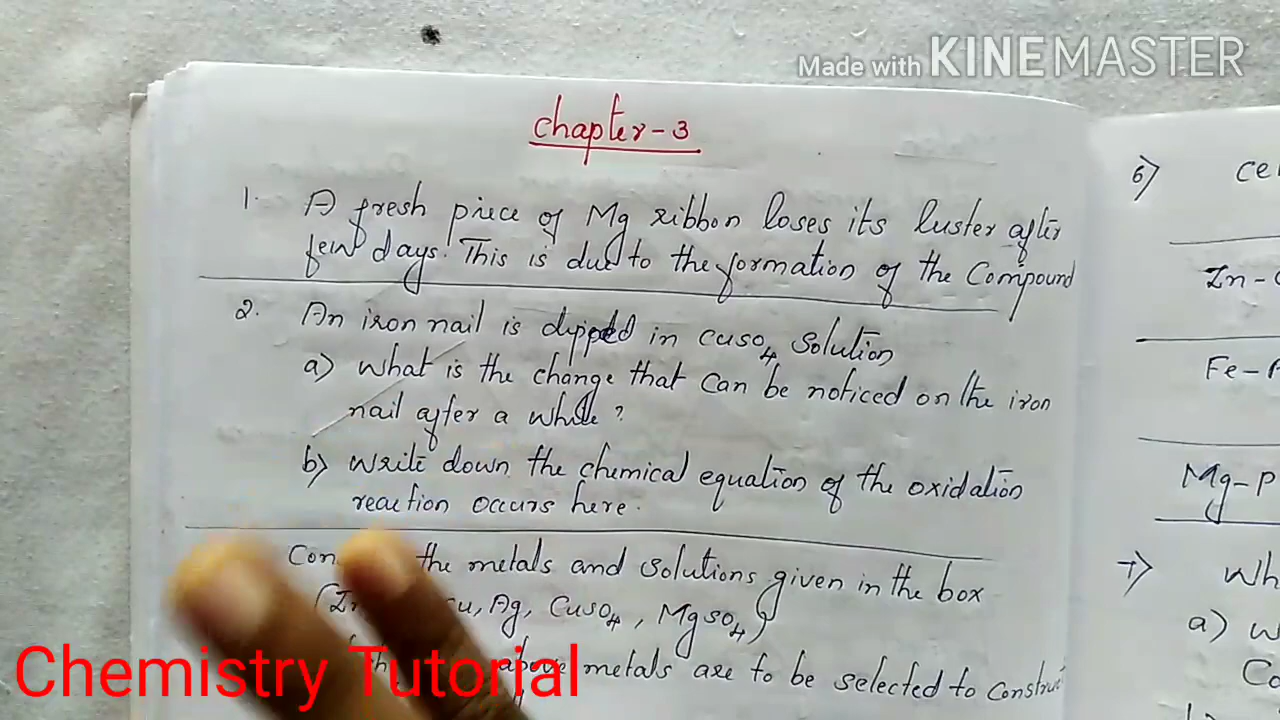 Made with KINEMASTER
Chapter-3
1. A fresh piece of Mg ribbon loses its luster after
few days. This is due to the formation of the Compound
2. An iron nail is dipped in CuSO4 Solution
a) What is the change that can be noticed on the iron
nail after a while?
b) Write down the chemical equation of the oxidation
reaction occurs here.
the metals and solutions given in the box
Ag, CuSO4, MgSO4)
above metals are to be selected to
6)
Fe-
Mg-P
7)
a)
Chemistry Tutorial